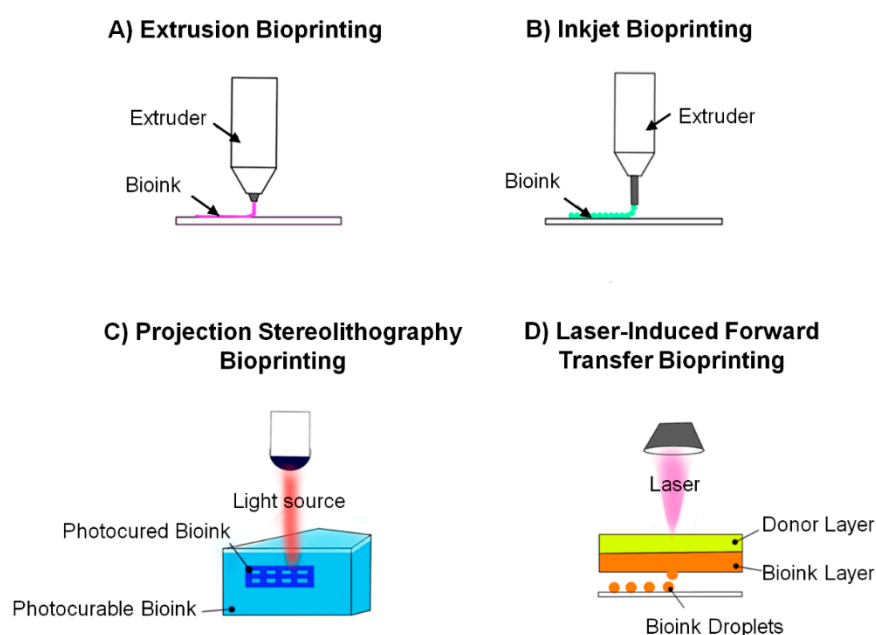 A) Extrusion Bioprinting
Extruder
Bioink
B) Inkjet Bioprinting
Extruder
Bioink
C) Projection Stereolithography
Bioprinting
Light source
Photocured Bioink
Photocurable Bioink
D) Laser-Induced Forward
Transfer Bioprinting
Laser
Donor Layer
Bioink Layer
Bioink Droplets